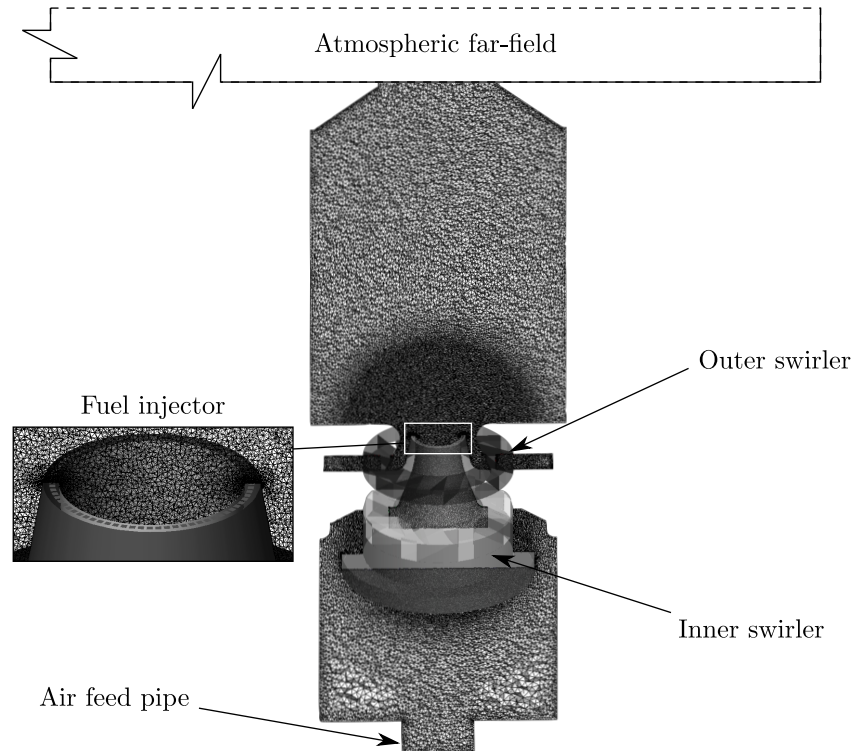 Atmospheric far-field
Outer swirler
Fuel injector
Inner swirler
Air feed pipe